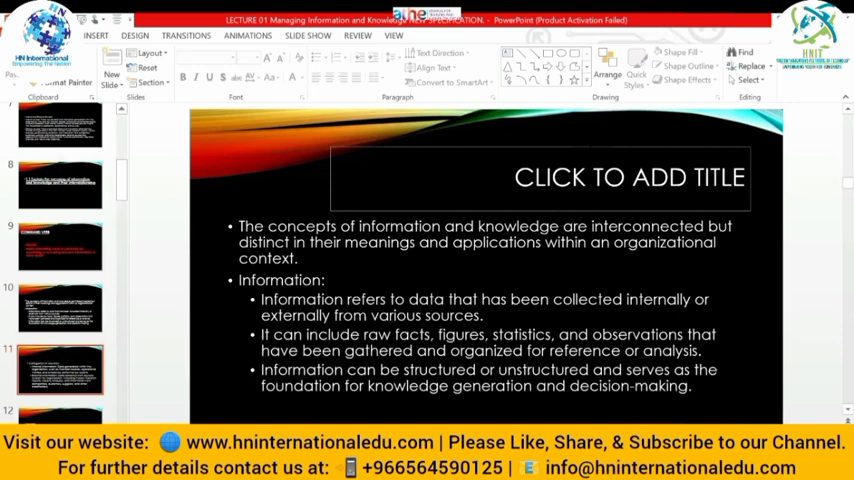 LECTURE 01 Managing Information and Knowledge NEW SPECIFICATION. - PowerPoint (Product Activation Failed)
HN
HN International
Empowering The Nation
athe
HNIT
INSERT DESIGN TRANSITIONS ANIMATIONS SLIDE SHOW REVIEW VIEW
Layout
Reset
Section
New
Slide
Format Painter
Text Direction
Align Text
Convert to SmartArt
Arrange
Quick
Styles
Shape Fill
Shape Outline
Shape Effects
Find
Replace
Select
Clipboard Slides Font Paragraph Drawing Editing
7
8
9
10
11
12
CLICK TO ADD TITLE
• The concepts of information and knowledge are interconnected but
distinct in their meanings and applications within an organizational
context.
• Information:
• Information refers to data that has been collected internally or
externally from various sources.
• It can include raw facts, figures, statistics, and observations that
have been gathered and organized for reference or analysis.
• Information can be structured or unstructured and serves as the
foundation for knowledge generation and decision-making.
Visit our website: www.hninternationaledu.com | Please Like, Share, & Subscribe to our Channel.
For further details contact us at: +966564590125 | info@hninternationaledu.com